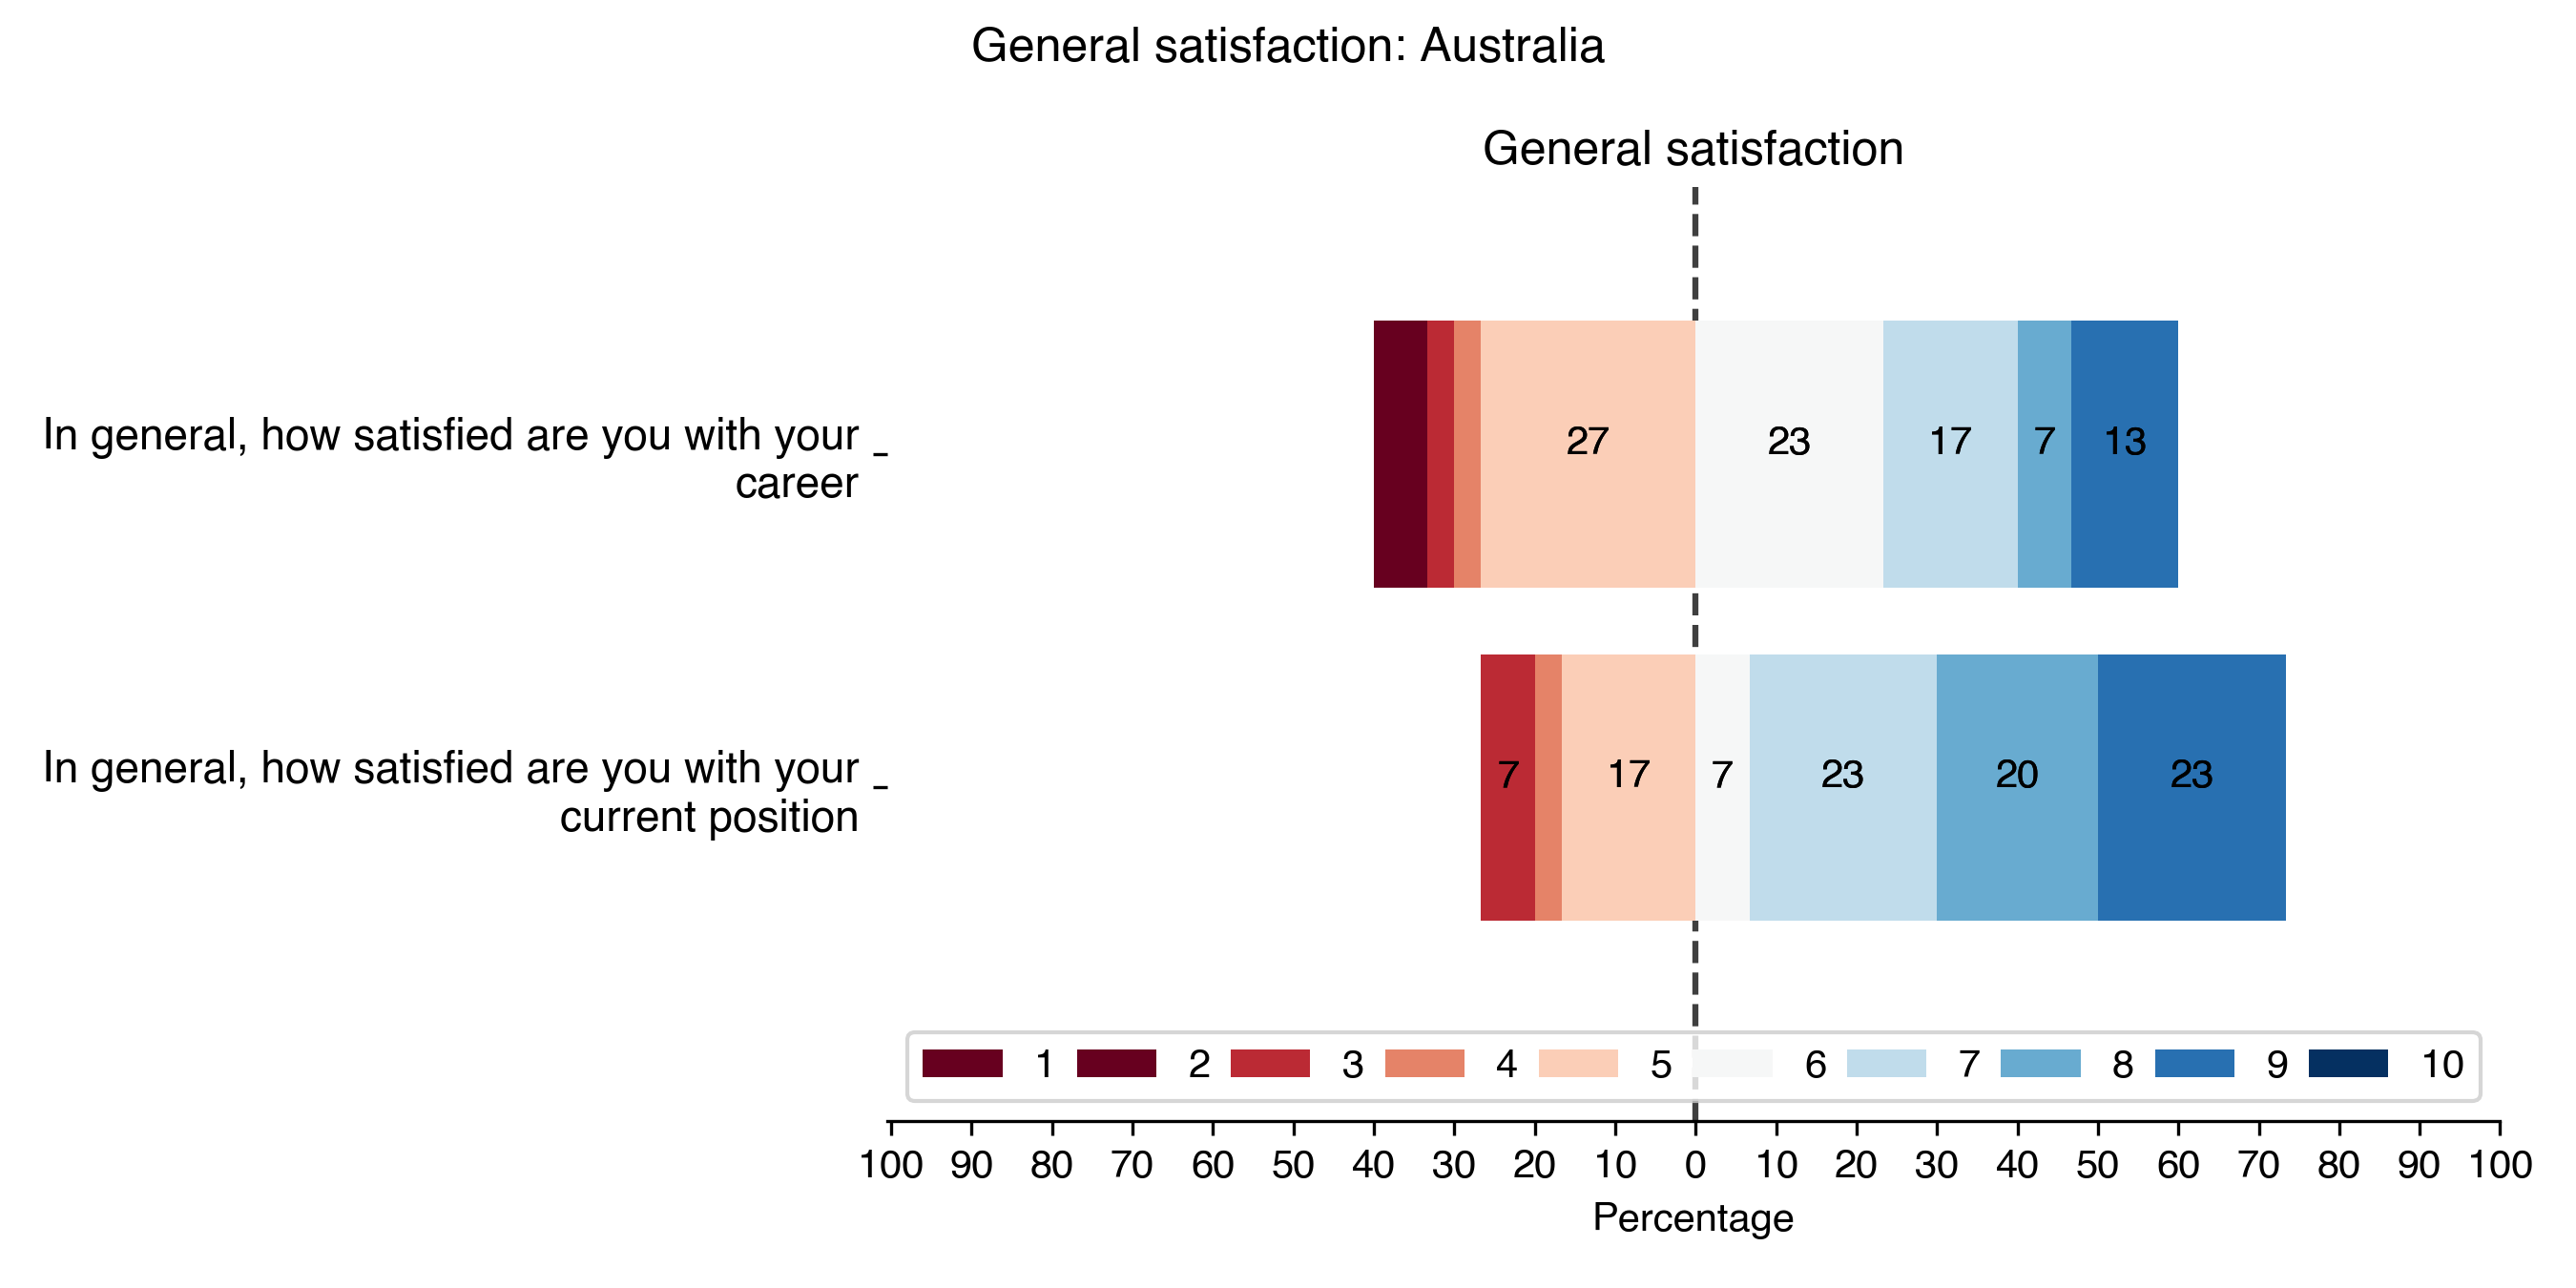 General satisfaction: Australia
General satisfaction
In general, how satisfied are you with your
career
27 23 17 7 13
In general, how satisfied are you with your
current position
7 17 7 23 20 23
1 2 3 4 5 6 7 8 9 10
100 90 80 70 60 50 40 30 20 10 0 10 20 30 40 50 60 70 80 90 100
Percentage